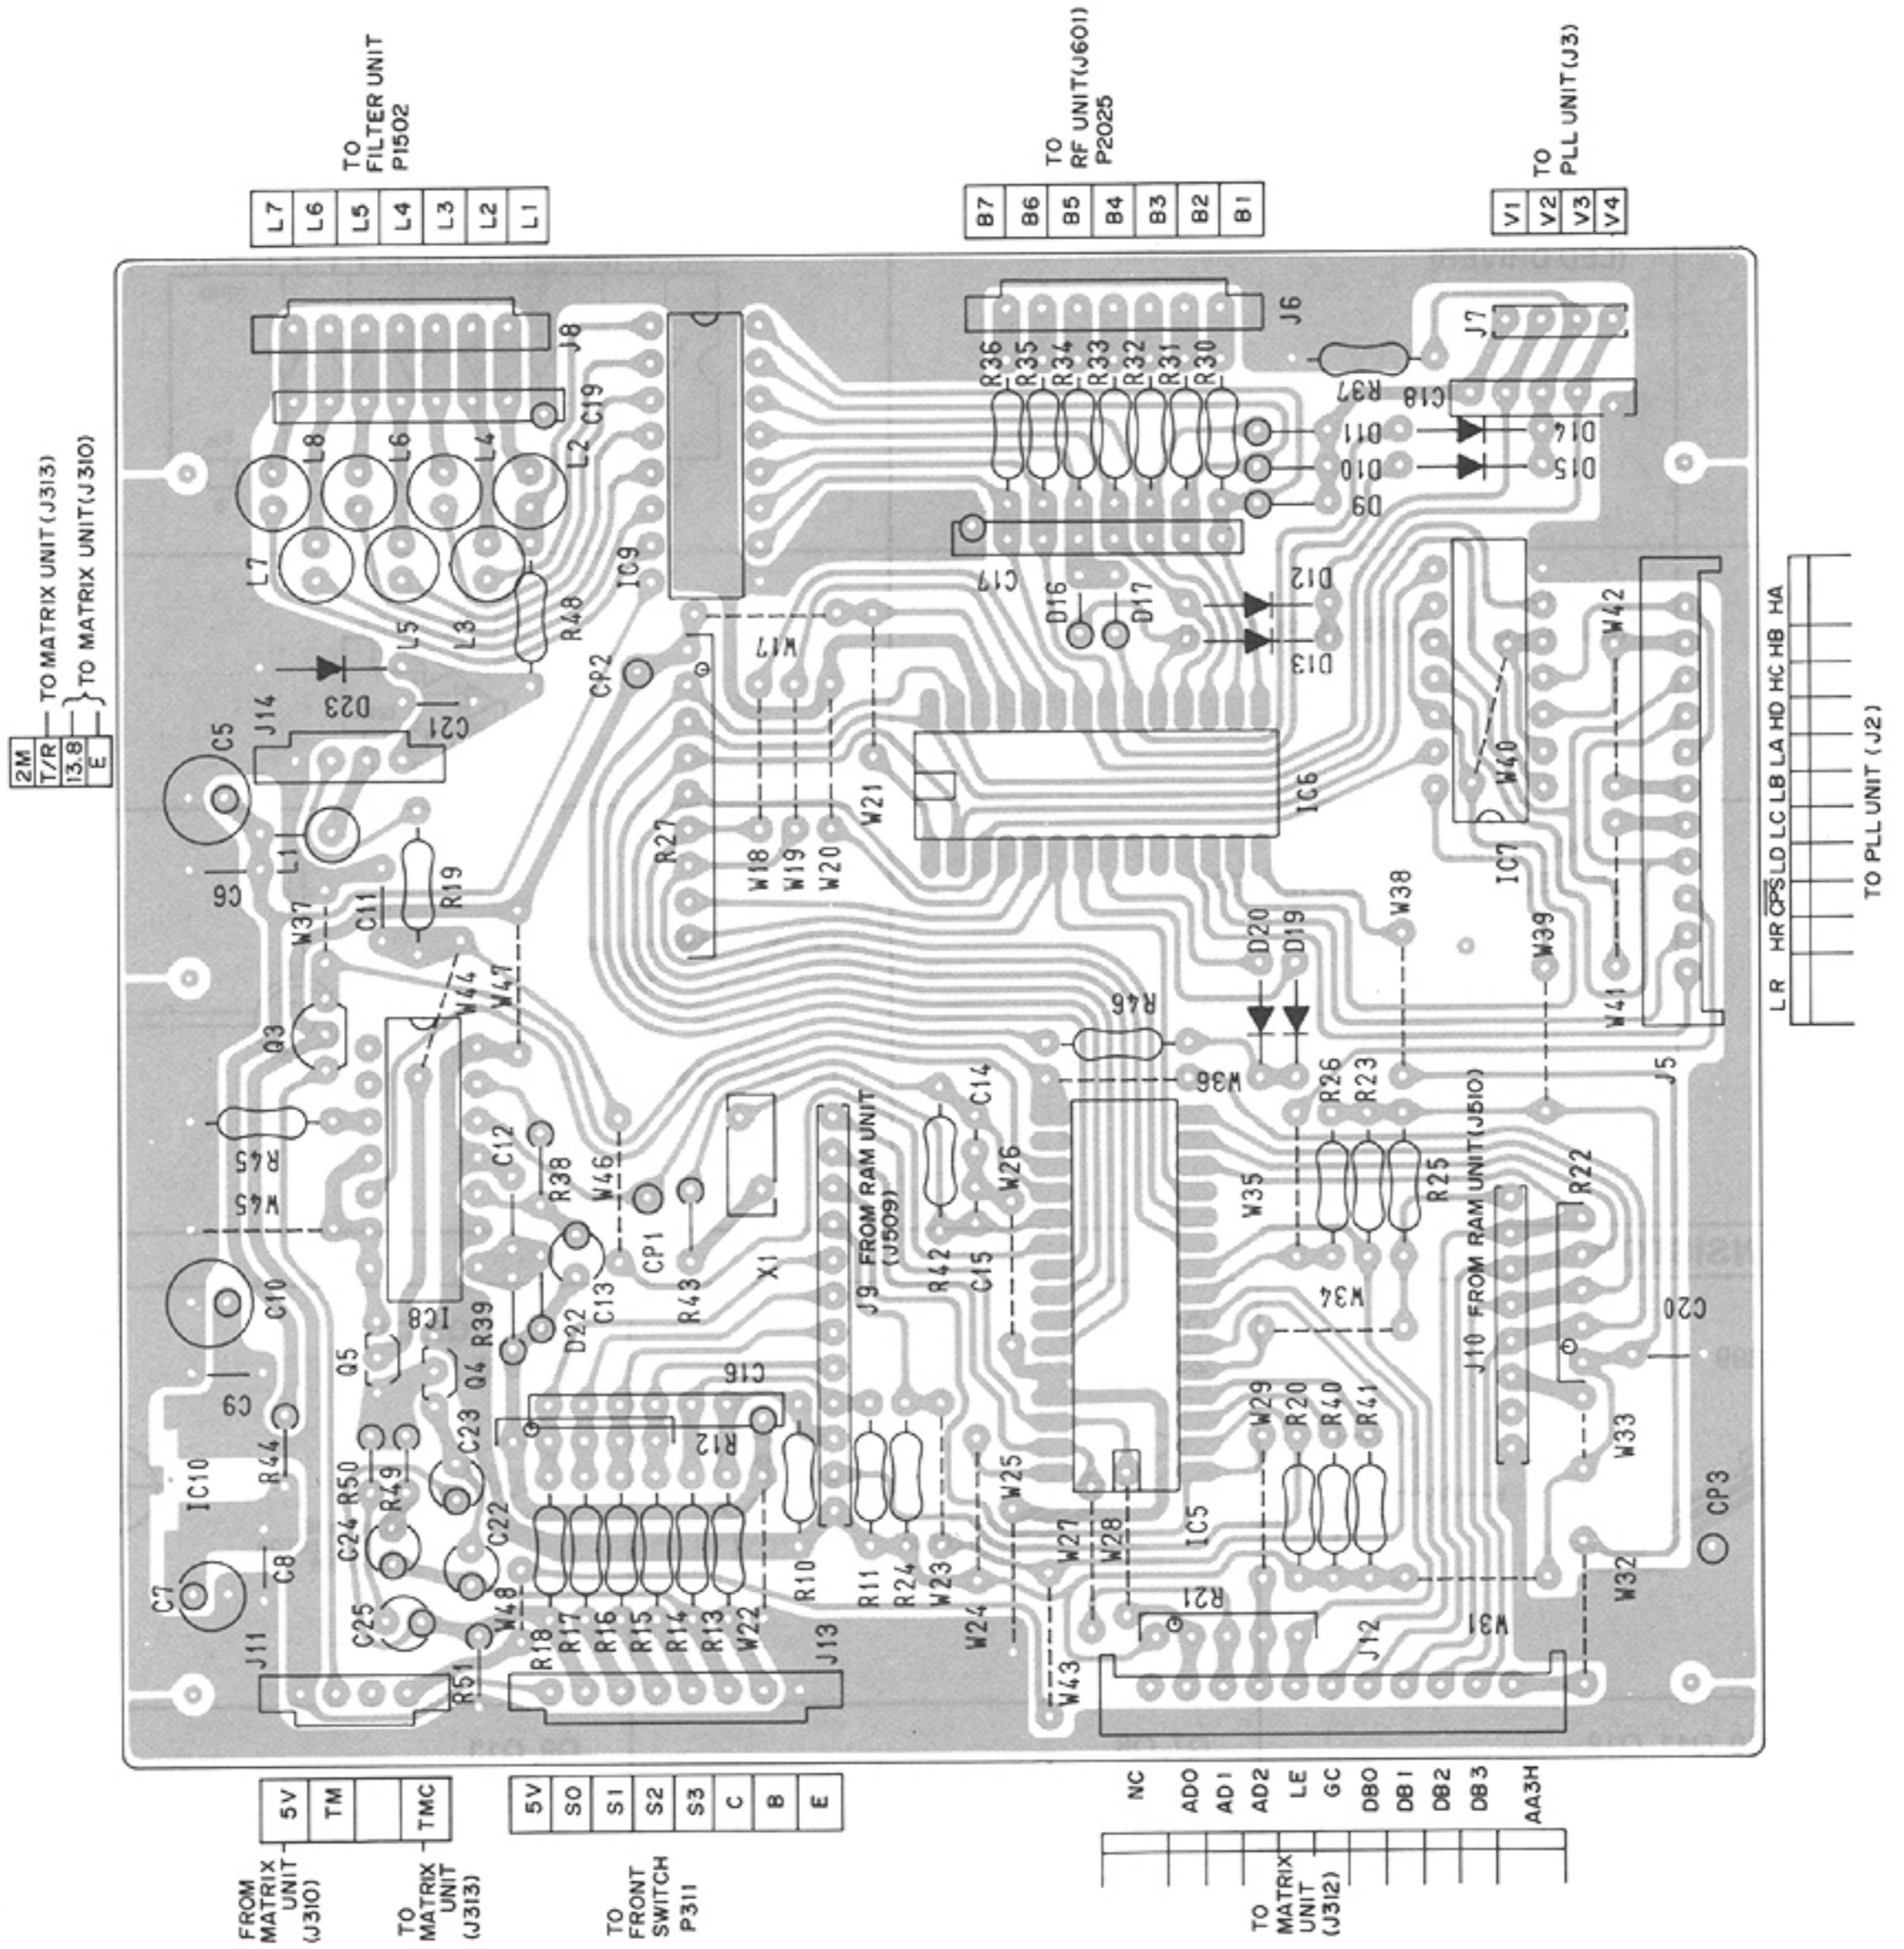 2M
T/R
13.8
E
TO MATRIX UNIT (J313)
TO MATRIX UNIT (J310)
L7
L6
L5
L4
L3
L2
L1
TO
FILTER UNIT
P1502
B7
B6
B5
B4
B3
B2
B1
TO
RF UNIT (J601)
P2025
V1
V2
V3
V4
TO
PLL UNIT (J3)
J8
C19
L8
L6
L4
L2
L7
L5
L3
R48
IC9
CP2
D23
C21
J14
C5
L1
C6
W37
C11
R19
W44
W47
Q3
R45
W45
C10
IC8
Q5
Q4
C9
R44
IC10
R50
R49
C23
C24
C22
C7
C8
C25
J11
W48
R51
J6
R36
R35
R34
R33
R32
R31
R30
R37
J7
C18
D11
D10
D9
D14
D15
C17
D16
D17
D12
D13
W17
R27
W18
W19
W20
W21
IC6
IC7
W40
W42
W38
W39
W41
D20
D19
R46
W36
C14
W26
R26
R23
R25
W35
W34
J5
C12
R38
W46
CP1
R43
X1
R39
D22
C13
J9 FROM RAM UNIT
(J509)
R42
C15
J10 FROM RAM UNIT (J510)
R22
C20
C16
R12
R18
R17
R16
R15
R14
R13
W22
J13
R10
R11
R24
W23
W24
W25
W27
W28
W43
IC5
W29
R20
R40
R41
R21
J12
W31
W32
W33
CP3
HA
HB
HC
HD
LA
LB
LC
LD
CPS
HR
LR
TO PLL UNIT (J2)
5V
TM
TMC
FROM
MATRIX
UNIT
(J310)
TO
MATRIX
UNIT
(J313)
5V
S0
S1
S2
S3
C
B
E
TO
FRONT
SWITCH
P311
NC
AD0
AD1
AD2
LE
GC
DB0
DB1
DB2
DB3
AA3H
TO
MATRIX
UNIT
(J312)